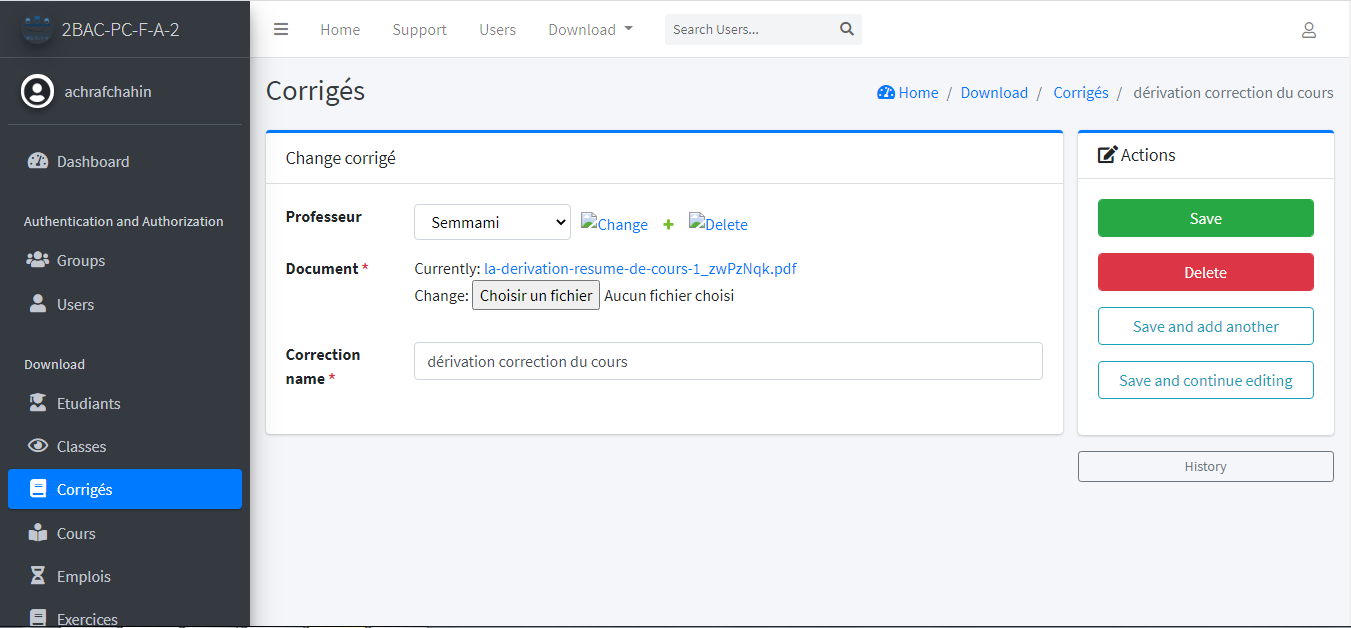 2BAC-PC-F-A-2
achrafchahin
Dashboard
Authentication and Authorization
Groups
Users
Download
Etudiants
Classes
Corrigés
Cours
Emplois
Exercices
Home Support Users Download Search Users...
Corrigés
Home / Download / Corrigés / dérivation correction du cours
Change corrigé
Professeur Semmami Change Delete
Document * Currently: la-derivation-resume-de-cours-1_zwPzNqk.pdf
Change: Choisir un fichier Aucun fichier choisi
Correction
name *
dérivation correction du cours
Actions
Save
Delete
Save and add another
Save and continue editing
History